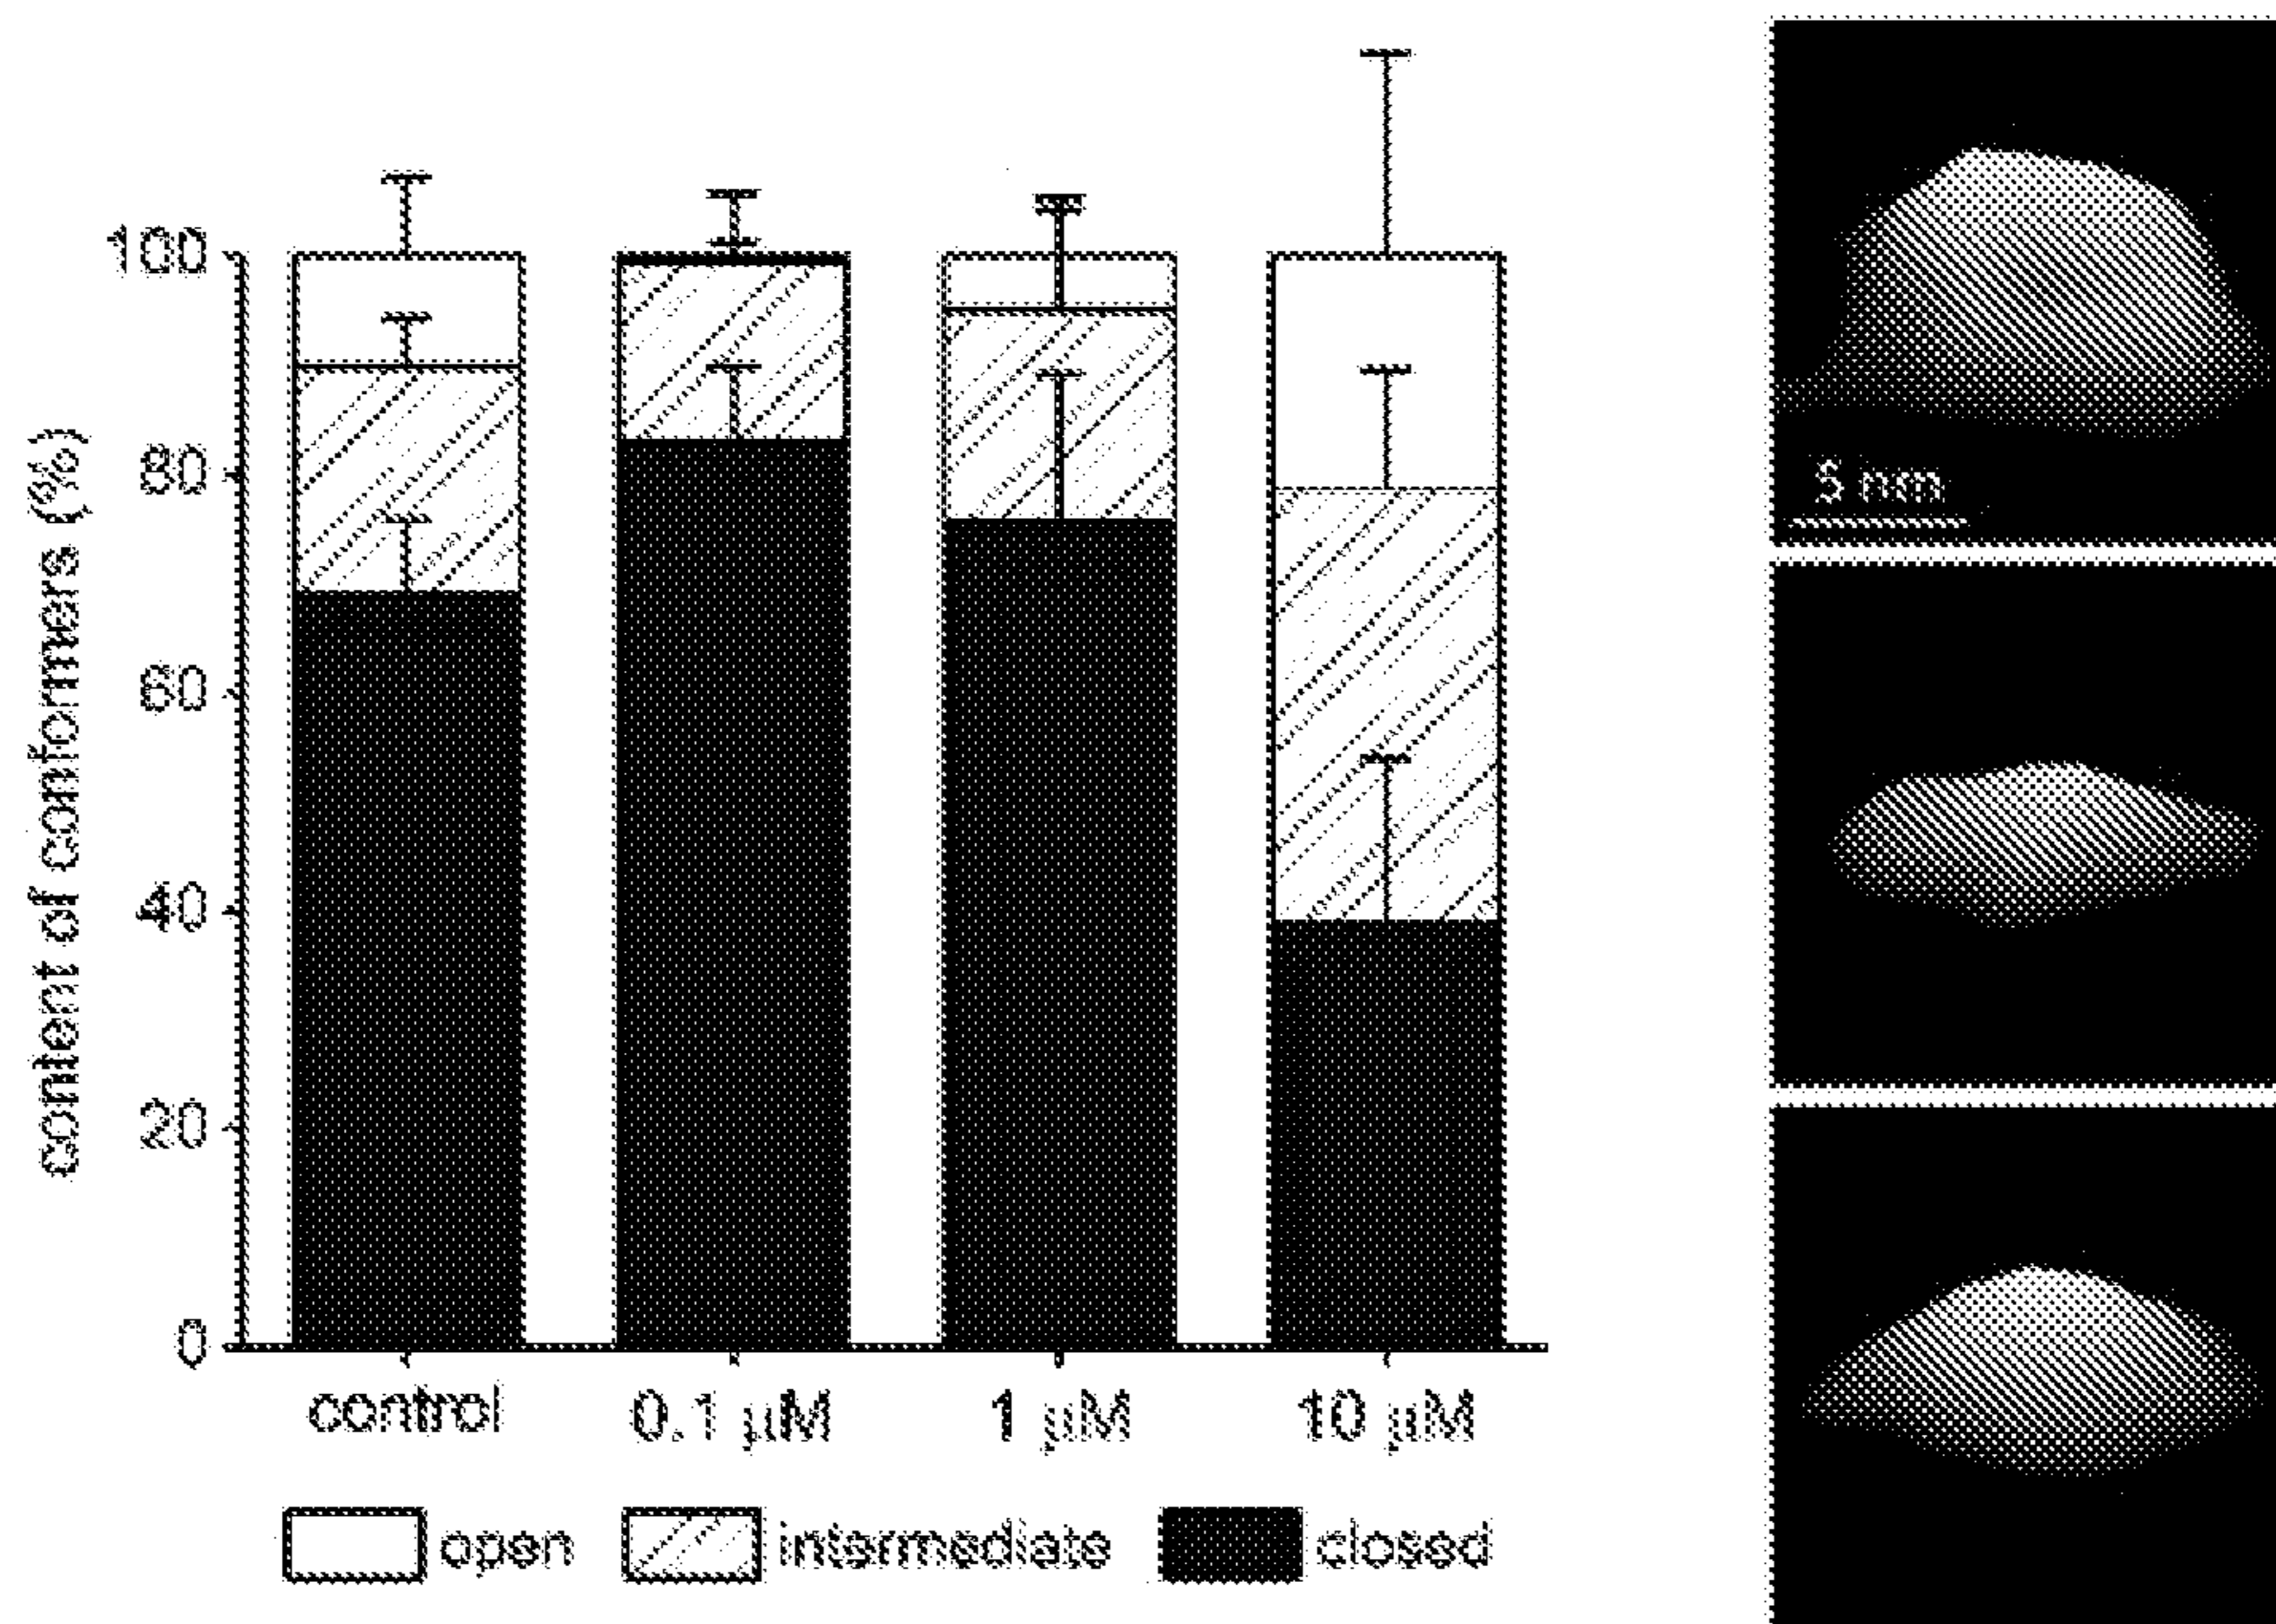 content of conformers (%)
100
80
60
40
20
0
control 0.1 µM 1 µM 10 µM
open intermediate closed
5 nm